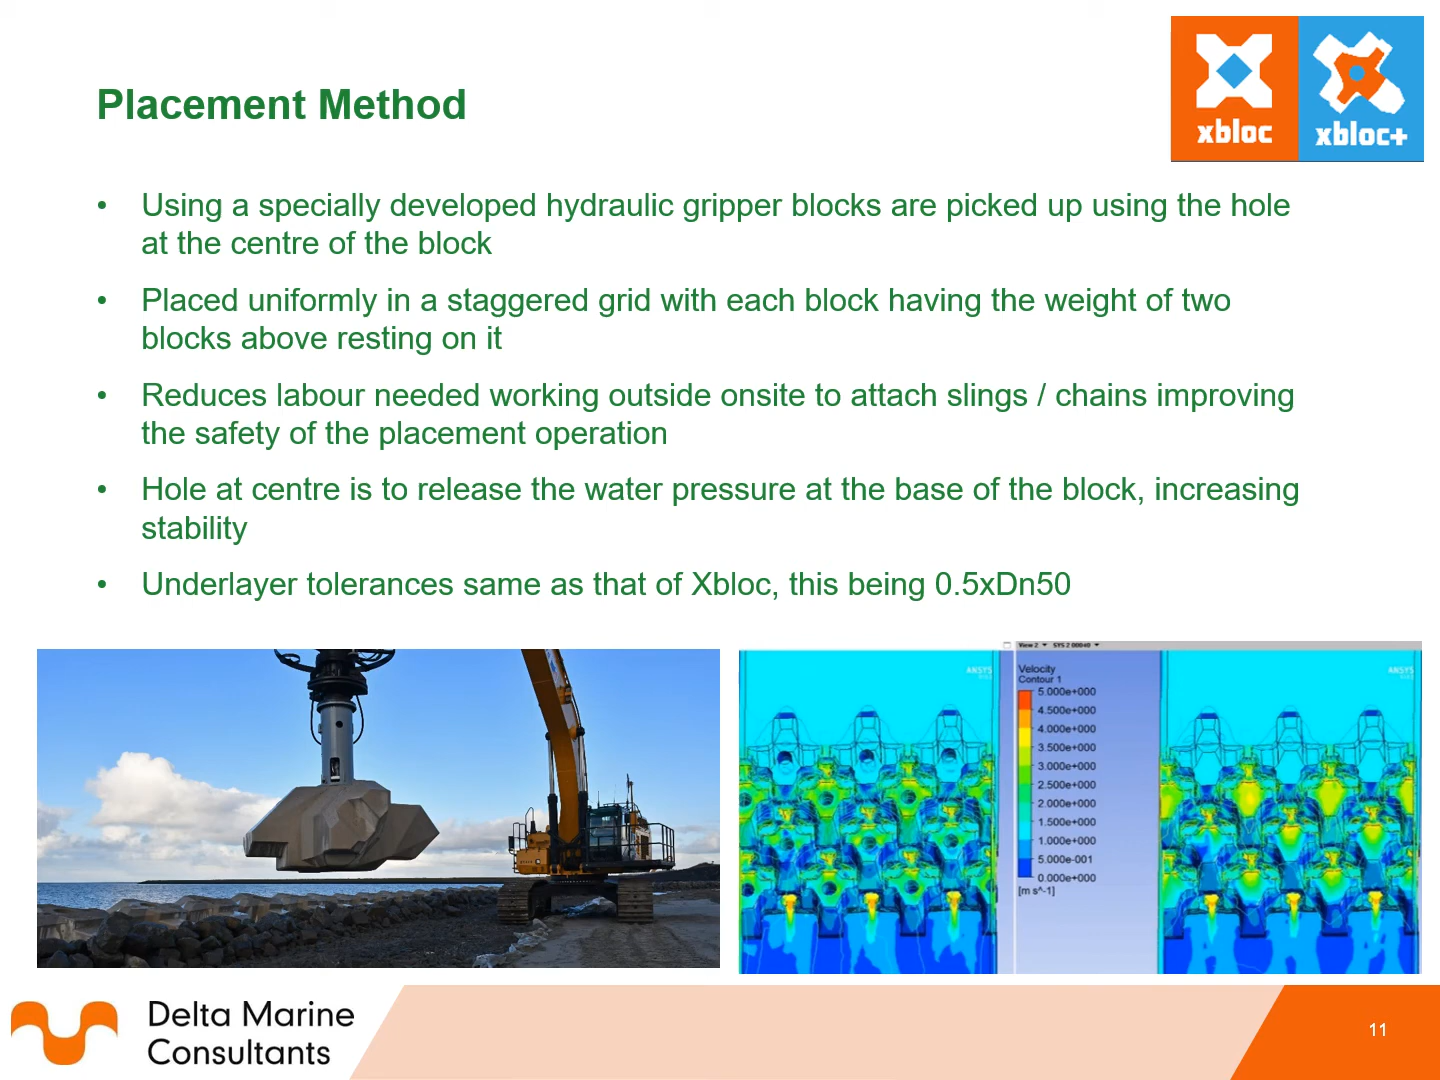 xbloc
xbloc+
Placement Method
• Using a specially developed hydraulic gripper blocks are picked up using the hole
at the centre of the block
• Placed uniformly in a staggered grid with each block having the weight of two
blocks above resting on it
• Reduces labour needed working outside onsite to attach slings / chains improving
the safety of the placement operation
• Hole at centre is to release the water pressure at the base of the block, increasing
stability
• Underlayer tolerances same as that of Xbloc, this being 0.5xDn50
View 2
ANSYS
Velocity
Contour 1
5.000e+000
4.500e+000
4.000e+000
3.500e+000
3.000e+000
2.500e+000
2.000e+000
1.500e+000
1.000e+000
5.000e-001
0.000e+000
[m s^-1]
ANSYS
Delta Marine
Consultants
11